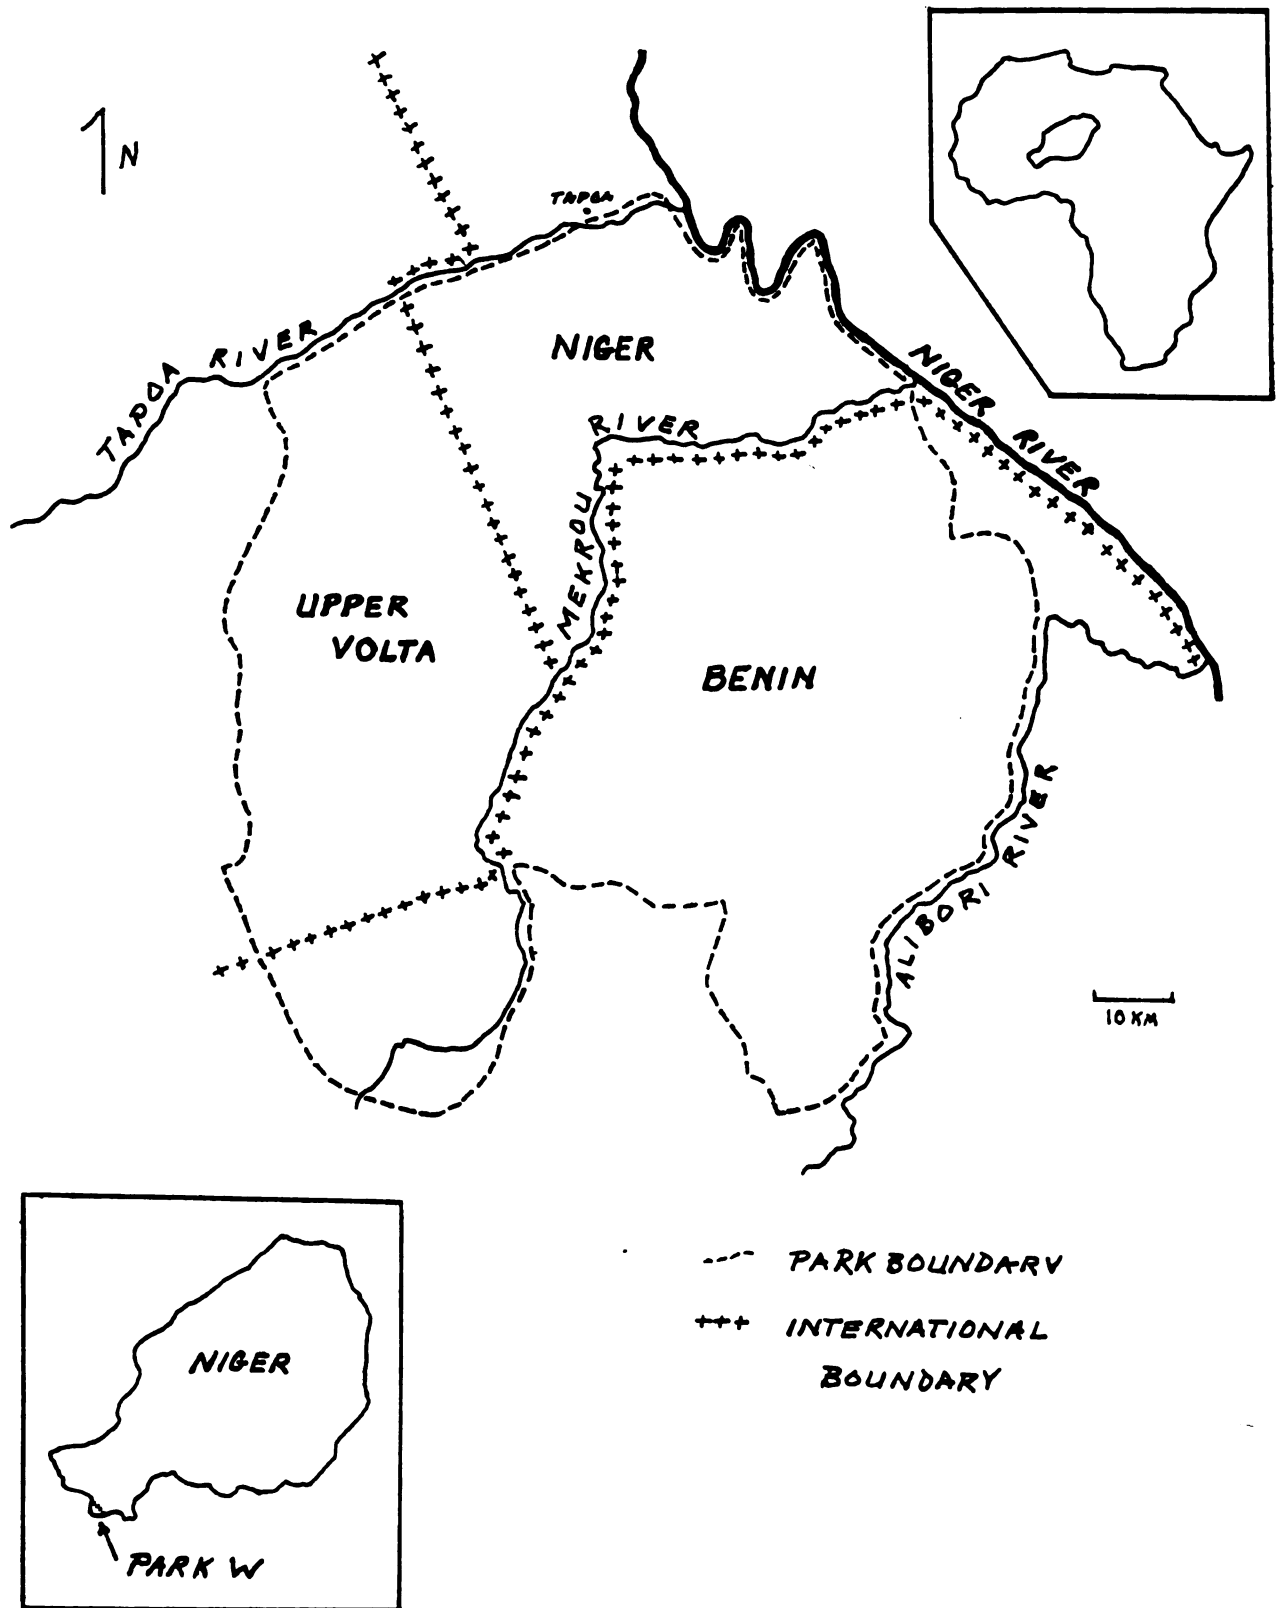 N
TAPOA
TAPOA RIVER
NIGER
NIGER RIVER
MEKROU RIVER
UPPER
VOLTA
BENIN
ALIBORI RIVER
10 KM
PARK BOUNDARY
INTERNATIONAL
BOUNDARY
NIGER
PARK W